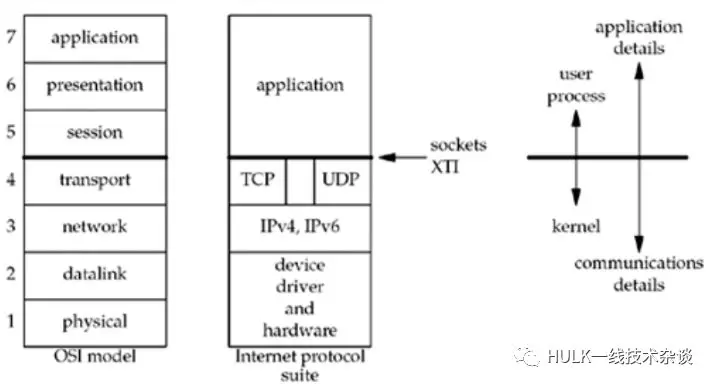 7
application
6
presentation
5
session
4
transport
3
network
2
datalink
1
physical
OSI model
application
TCP
UDP
IPv4, IPv6
device
driver
and
hardware
Internet protocol
suite
sockets
XTI
application
details
user
process
kernel
communications
details
HULK一线技术杂谈